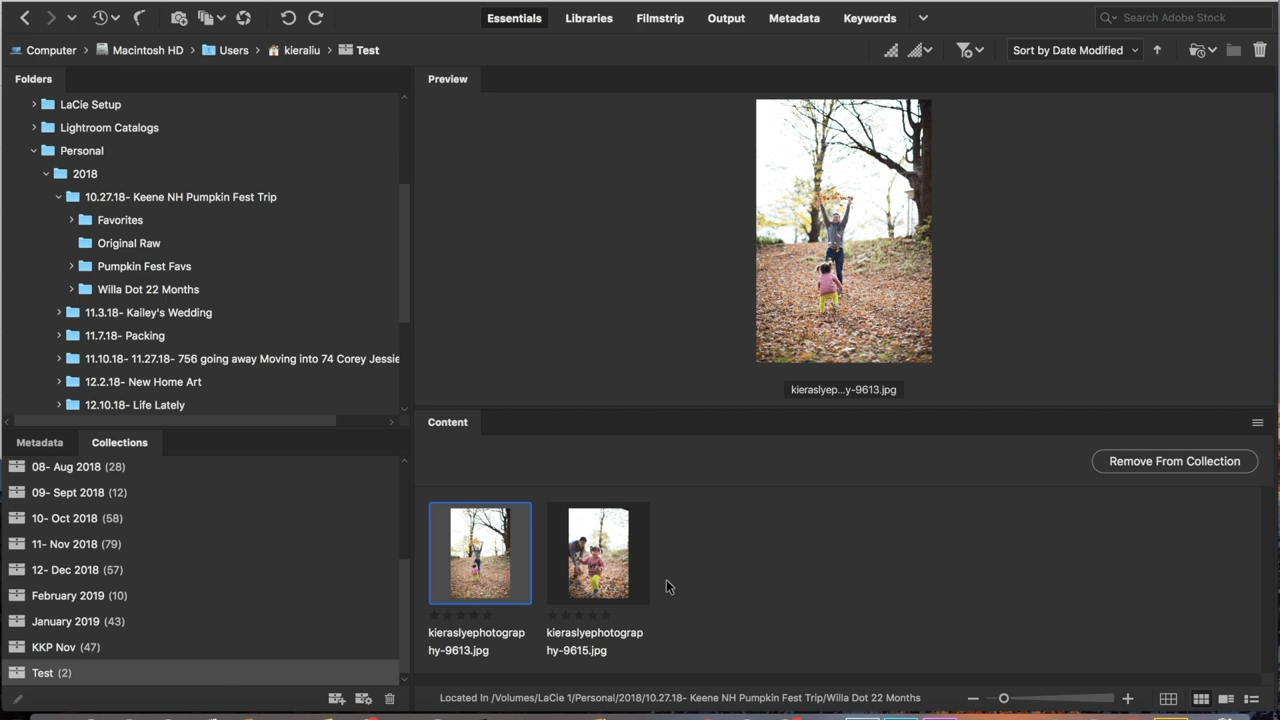 Essentials
Libraries
Filmstrip
Output
Metadata
Keywords
Search Adobe Stock
Computer
Macintosh HD
Users
kieraliu
Test
Sort by Date Modified
Folders
LaCie Setup
Lightroom Catalogs
Personal
2018
10.27.18- Keene NH Pumpkin Fest Trip
Favorites
Original Raw
Pumpkin Fest Favs
Willa Dot 22 Months
11.3.18- Kailey's Wedding
11.7.18- Packing
11.10.18- 11.27.18- 756 going away Moving into 74 Corey Jessie
12.2.18- New Home Art
12.10.18- Life Lately
Metadata
Collections
08- Aug 2018 (28)
09- Sept 2018 (12)
10- Oct 2018 (58)
11- Nov 2018 (79)
12- Dec 2018 (57)
February 2019 (10)
January 2019 (43)
KKP Nov (47)
Test (2)
Preview
kieraslyep...y-9613.jpg
Content
Remove From Collection
kieraslyephotograp
hy-9613.jpg
kieraslyephotograp
hy-9615.jpg
Located In /Volumes/LaCie 1/Personal/2018/10.27.18- Keene NH Pumpkin Fest Trip/Willa Dot 22 Months